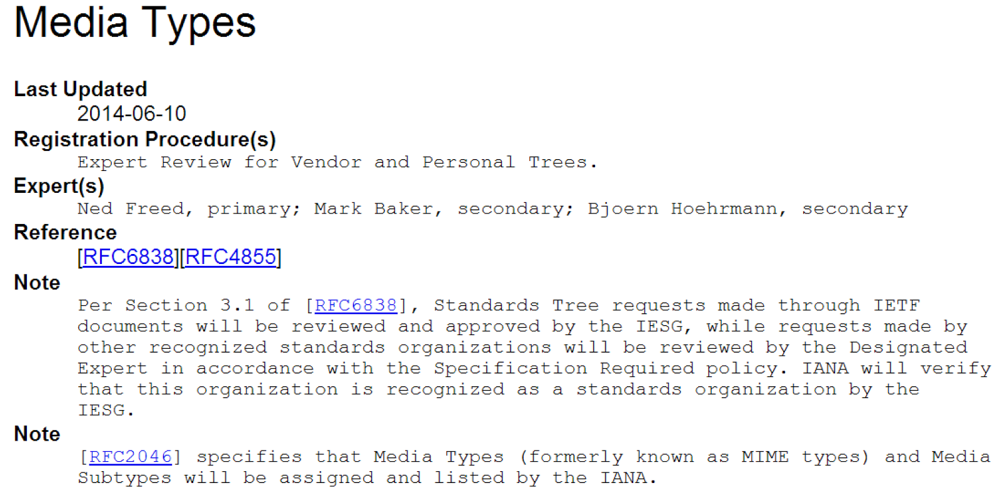 Media Types
Last Updated
2014-06-10
Registration Procedure(s)
Expert Review for Vendor and Personal Trees.
Expert(s)
Ned Freed, primary; Mark Baker, secondary; Bjoern Hoehrmann, secondary
Reference
[RFC6838][RFC4855]
Note
Per Section 3.1 of [RFC6838], Standards Tree requests made through IETF
documents will be reviewed and approved by the IESG, while requests made by
other recognized standards organizations will be reviewed by the Designated
Expert in accordance with the Specification Required policy. IANA will verify
that this organization is recognized as a standards organization by the
IESG.
Note
[RFC2046] specifies that Media Types (formerly known as MIME types) and Media
Subtypes will be assigned and listed by the IANA.